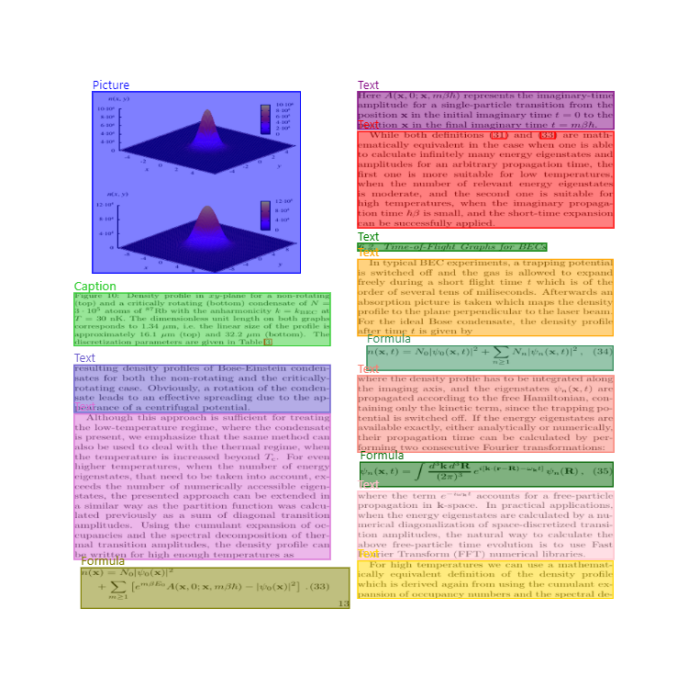 Picture
n(x, y)
n(x, y)
Caption
Figure 10: Density profile in xy-plane for a non-rotating
(top) and a critically rotating (bottom) condensate of N =
3 · 10⁵ atoms of ⁸⁷Rb with the anharmonicity k = k_BEC at
T = 30 nK. The dimensionless unit length on both graphs
corresponds to 1.34 μm, i.e. the linear size of the profile is
approximately 16.1 μm (top) and 32.2 μm (bottom). The
discretization parameters are given in Table
Text
resulting density profiles of Bose-Einstein conden-
sates for both the non-rotating and the critically-
rotating case. Obviously, a rotation of the conden-
sate leads to an effective spreading due to the ap-
pearance of a centrifugal potential.
Text
Although this approach is sufficient for treating
the low-temperature regime, where the condensate
is present, we emphasize that the same method can
also be used to deal with the thermal regime, when
the temperature is increased beyond T_c. For even
higher temperatures, when the number of energy
eigenstates, that need to be taken into account, ex-
ceeds the number of numerically accessible eigen-
states, the presented approach can be extended in
a similar way as the partition function was calcu-
lated previously as a sum of diagonal transition
amplitudes. Using the cumulant expansion of oc-
cupancies and the spectral decomposition of ther-
mal transition amplitudes, the density profile can
be written for high enough temperatures as
Formula
n(x) = N₀|ψ₀(x)|²
+ ∑_{m≥1} [e^{mβE₀} A(x, 0; x, mβħ) − |ψ₀(x)|²] . (33)
13
Text
Here A(x, 0; x, mβħ) represents the imaginary-time
amplitude for a single-particle transition from the
position x in the initial imaginary time t = 0 to the
position x in the final imaginary time t = mβħ.
Text
While both definitions (31) and (33) are math-
ematically equivalent in the case when one is able
to calculate infinitely many energy eigenstates and
amplitudes for an arbitrary propagation time, the
first one is more suitable for low temperatures,
when the number of relevant energy eigenstates
is moderate, and the second one is suitable for
high temperatures, when the imaginary propaga-
tion time ħβ is small, and the short-time expansion
can be successfully applied.
Text
Time-of-Flight Graphs for BECs
Text
In typical BEC experiments, a trapping potential
is switched off and the gas is allowed to expand
freely during a short flight time t which is of the
order of several tens of miliseconds. Afterwards an
absorption picture is taken which maps the density
profile to the plane perpendicular to the laser beam.
For the ideal Bose condensate, the density profile
after time t is given by
Formula
n(x, t) = N₀|ψ₀(x, t)|² + ∑_{n≥1} N_n|ψ_n(x, t)|² , (34)
Text
where the density profile has to be integrated along
the imaging axis, and the eigenstates ψ_n(x, t) are
propagated according to the free Hamiltonian, con-
taining only the kinetic term, since the trapping po-
tential is switched off. If the energy eigenstates are
available exactly, either analytically or numerically,
their propagation time can be calculated by per-
forming two consecutive Fourier transformations:
Formula
ψ_n(x, t) = ∫ d³k d³R / (2π)³ e^{i[k·(r−R)−ω_k t]} ψ_n(R) , (35)
Text
where the term e^{−iω_k t} accounts for a free-particle
propagation in k-space. In practical applications,
when energy eigenstates are calculated by a nu-
merical diagonalization of space-discretized transi-
tion amplitudes, the natural way to calculate the
above free-particle time evolution is to use Fast
Fourier Transform (FFT) numerical libraries.
Text
For high temperatures we can use a mathemat-
ically equivalent definition of the density profile
which is derived again from using the cumulant ex-
pansion of occupancy numbers and the spectral de-